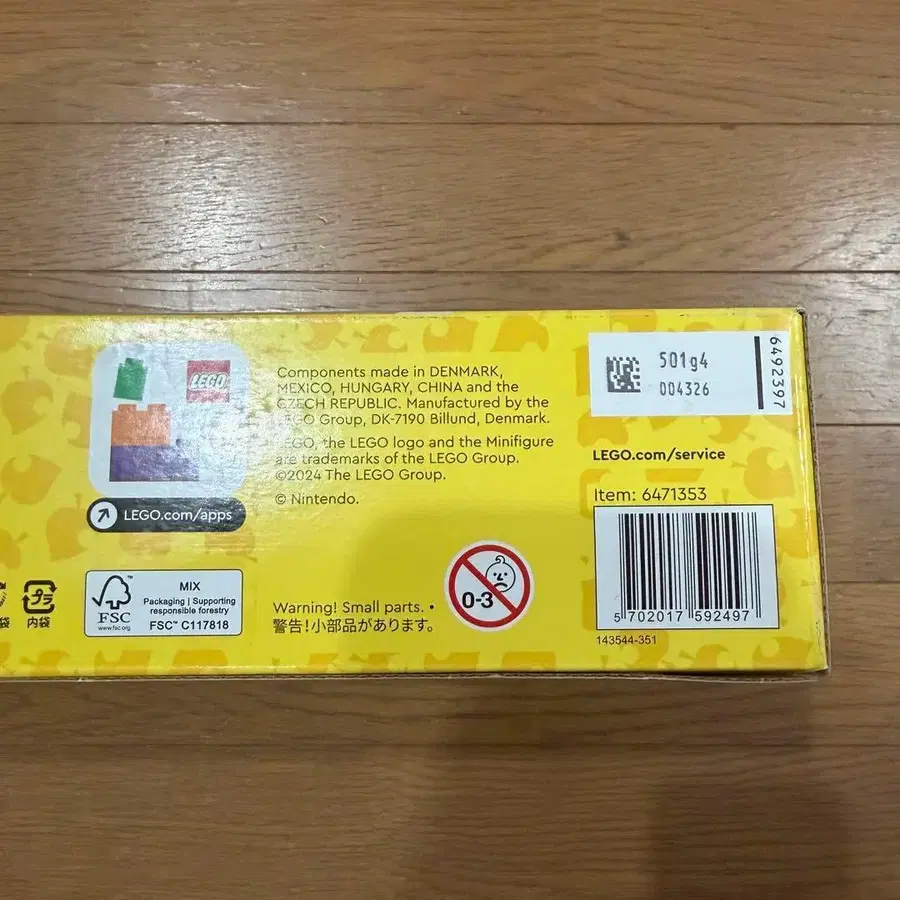 LEGO
LEGO.com/apps
袋
プラ
内袋
FSC™
www.fsc.org
MIX
Packaging | Supporting
responsible forestry
FSC™ C117818
Components made in DENMARK,
MEXICO, HUNGARY, CHINA and the
CZECH REPUBLIC. Manufactured by the
LEGO Group, DK-7190 Billund, Denmark.
LEGO, the LEGO logo and the Minifigure
are trademarks of the LEGO Group.
©2024 The LEGO Group.
© Nintendo.
Warning! Small parts. •
警告!小部品があります。
0-3
501g4
004326
6492397
LEGO.com/service
Item: 6471353
5 702017 592497
143544-351